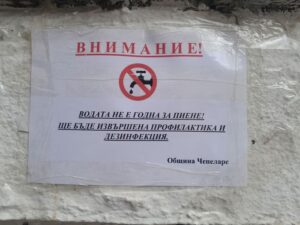 ВНИМАНИЕ!
ВОДАТА НЕ Е ГОДНА ЗА ПИЕНЕ!
ЩЕ БЪДЕ ИЗВЪРШЕНА ПРОФИЛАКТИКА И
ДЕЗИНФЕКЦИЯ.
Община Чепеларе